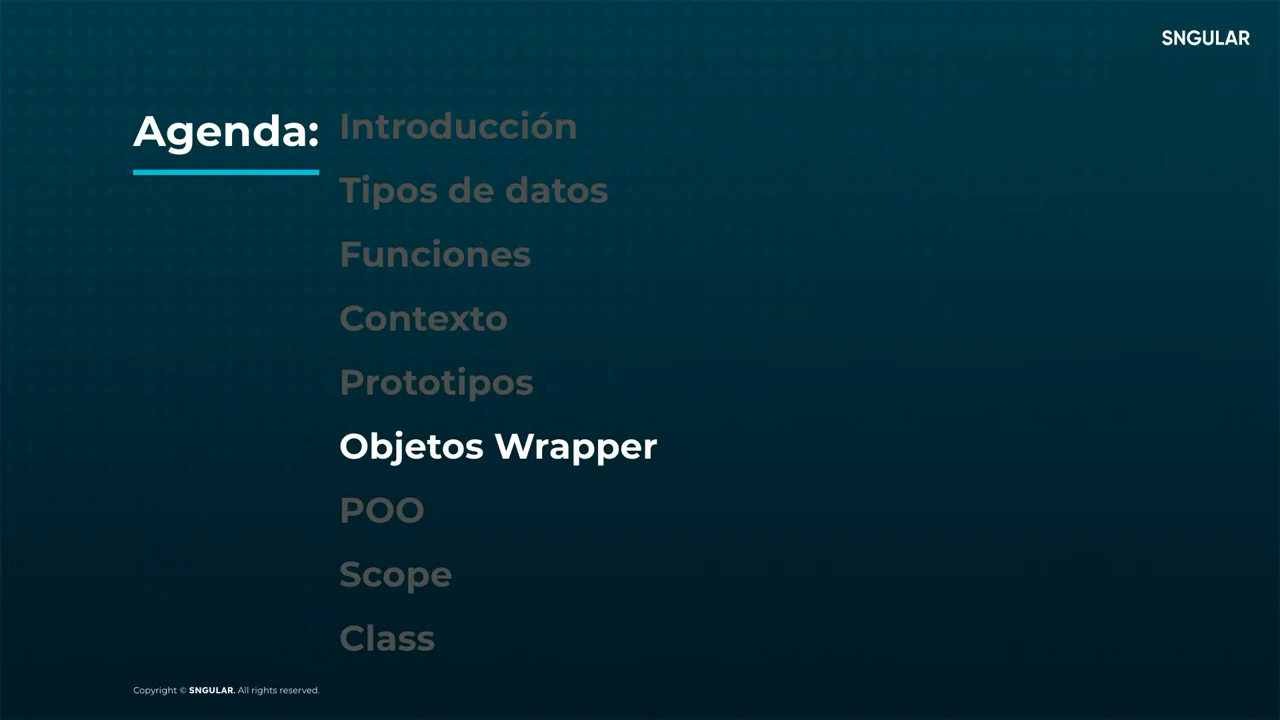 SNGULAR
Agenda:
Introducción
Tipos de datos
Funciones
Contexto
Prototipos
Objetos Wrapper
POO
Scope
Class
Copyright © SNGULAR. All rights reserved.